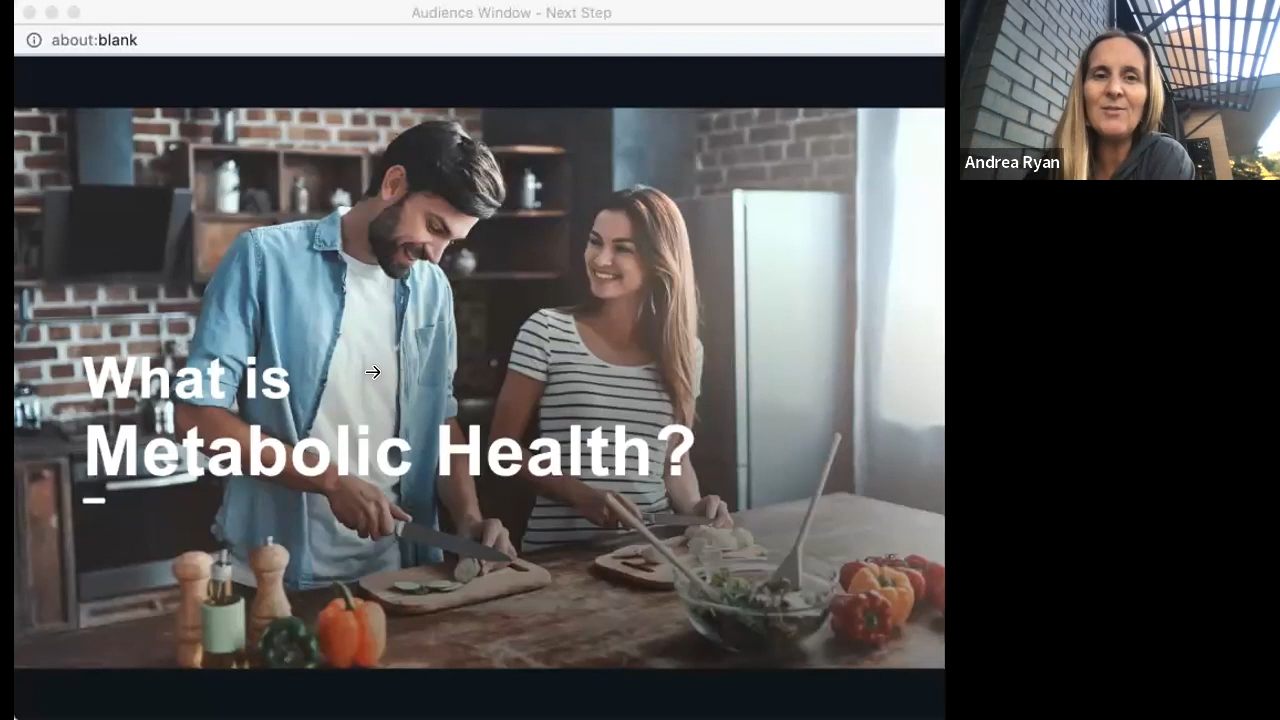 Audience Window - Next Step
about:blank
Andrea Ryan
What is
Metabolic Health?